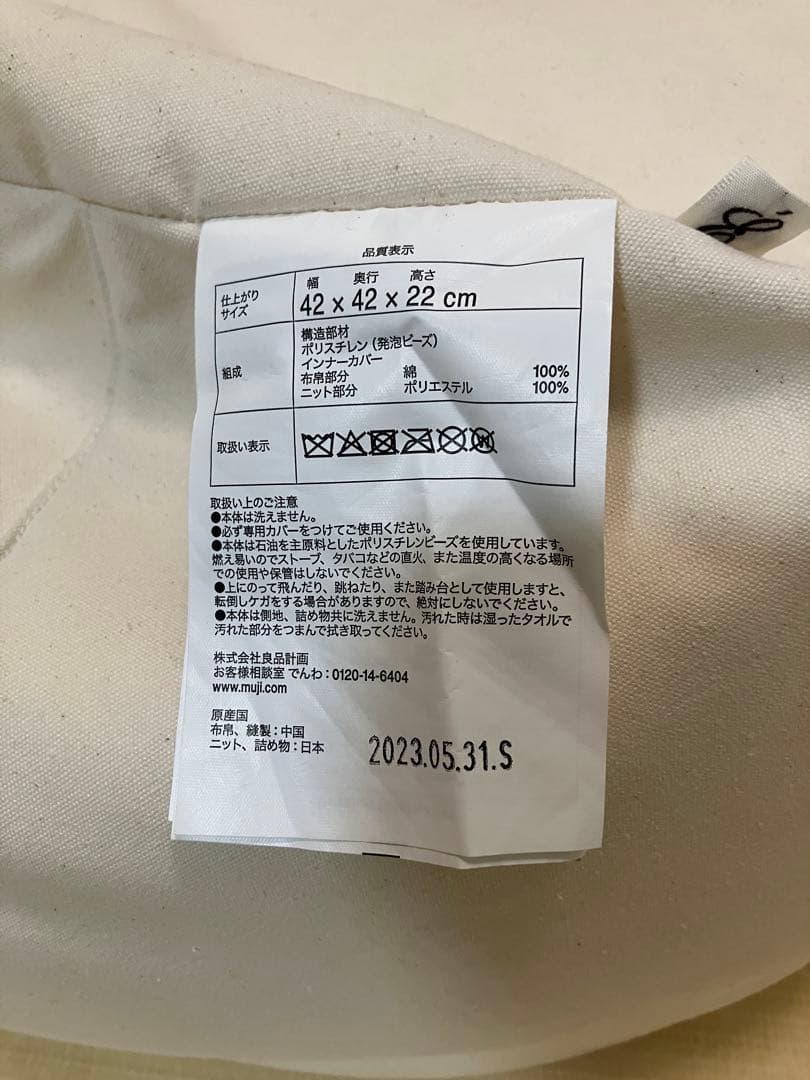 品質表示
幅 奥行 高さ
仕上がり
サイズ
42 x 42 x 22 cm
構造部材
ポリスチレン（発泡ビーズ）
インナーカバー
組成
布帛部分 綿 100%
ニット部分 ポリエステル 100%
取扱い表示
W
取扱い上のご注意
●本体は洗えません。
●必ず専用カバーをつけてご使用ください。
●本体は石油を主原料としたポリスチレンビーズを使用しています。
燃え易いのでストーブ、タバコなどの直火、また温度の高くなる場所
での使用や保管はしないでください。
●上にのって飛んだり、跳ねたり、また踏み台として使用しますと、
転倒しケガをする場合がありますので、絶対にしないでください。
●本体は側地、詰め物共に洗えません。汚れた時は湿ったタオルで
汚れた部分をつまんで拭き取ってください。
株式会社良品計画
お客様相談室 でんわ：0120-14-6404
www.muji.com
原産国
布帛、縫製：中国
ニット、詰め物：日本
2023.05.31.S